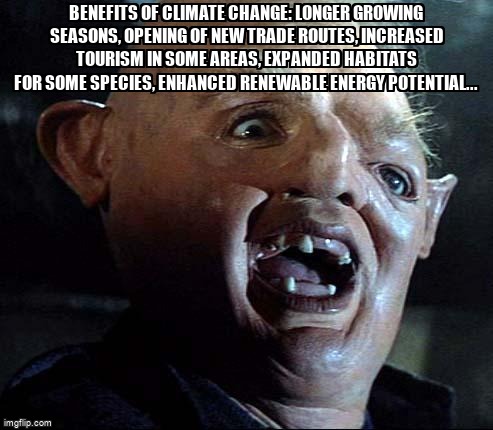 BENEFITS OF CLIMATE CHANGE: LONGER GROWING
SEASONS, OPENING OF NEW TRADE ROUTES, INCREASED
TOURISM IN SOME AREAS, EXPANDED HABITATS
FOR SOME SPECIES, ENHANCED RENEWABLE ENERGY POTENTIAL...
imgflip.com